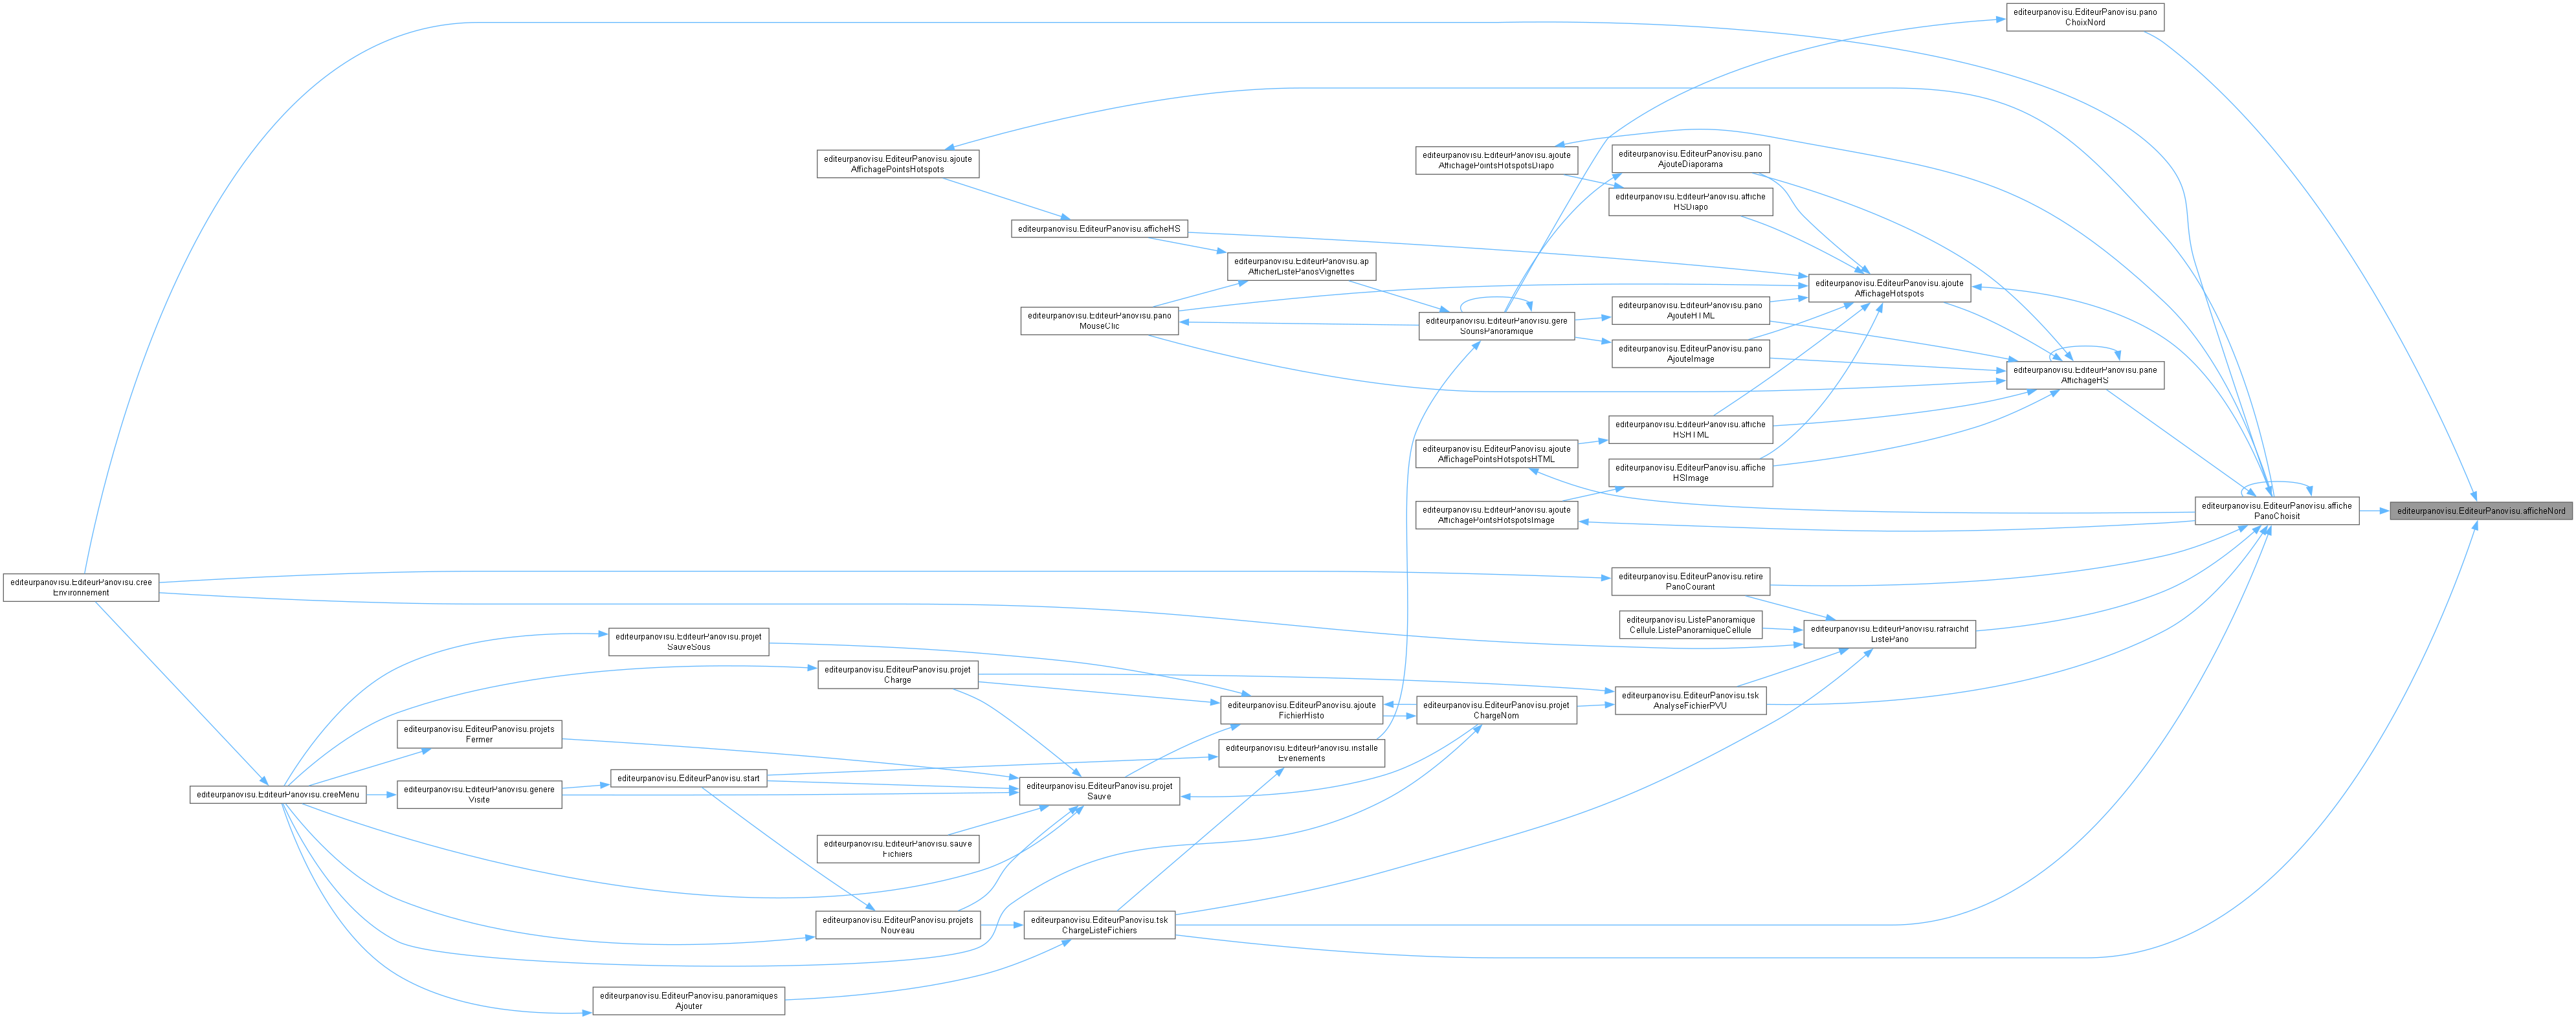 editeurpanovisu.EditeurPanovisu.pano
ChoixNord
editeurpanovisu.EditeurPanovisu.ajoute
AffichagePointsHotspots
editeurpanovisu.EditeurPanovisu.ajoute
AffichagePointsHotspotsDiapo
editeurpanovisu.EditeurPanovisu.pano
AjouteDiaporama
editeurpanovisu.EditeurPanovisu.affiche
HSDiapo
editeurpanovisu.EditeurPanovisu.afficheHS
editeurpanovisu.EditeurPanovisu.ap
AfficherListePanosVignettes
editeurpanovisu.EditeurPanovisu.ajoute
AffichageHotspots
editeurpanovisu.EditeurPanovisu.pano
MouseClic
editeurpanovisu.EditeurPanovisu.gere
SourisPanoramique
editeurpanovisu.EditeurPanovisu.pano
AjouteHTML
editeurpanovisu.EditeurPanovisu.pano
AjouteImage
editeurpanovisu.EditeurPanovisu.pane
AffichageHS
editeurpanovisu.EditeurPanovisu.affiche
HSHTML
editeurpanovisu.EditeurPanovisu.ajoute
AffichagePointsHotspotsHTML
editeurpanovisu.EditeurPanovisu.affiche
HSImage
editeurpanovisu.EditeurPanovisu.ajoute
AffichagePointsHotspotsImage
editeurpanovisu.EditeurPanovisu.affiche
PanoChoisit
editeurpanovisu.EditeurPanovisu.afficheNord
editeurpanovisu.EditeurPanovisu.cree
Environnement
editeurpanovisu.EditeurPanovisu.retire
PanoCourant
editeurpanovisu.ListePanoramique
Cellule.ListePanoramiqueCellule
editeurpanovisu.EditeurPanovisu.rafraichit
ListePano
editeurpanovisu.EditeurPanovisu.projet
SauveSous
editeurpanovisu.EditeurPanovisu.projet
Charge
editeurpanovisu.EditeurPanovisu.ajoute
FichierHisto
editeurpanovisu.EditeurPanovisu.projet
ChargeNom
editeurpanovisu.EditeurPanovisu.tsk
AnalyseFichierPVU
editeurpanovisu.EditeurPanovisu.projets
Fermer
editeurpanovisu.EditeurPanovisu.installe
Evenements
editeurpanovisu.EditeurPanovisu.creeMenu
editeurpanovisu.EditeurPanovisu.genere
Visite
editeurpanovisu.EditeurPanovisu.start
editeurpanovisu.EditeurPanovisu.projet
Sauve
editeurpanovisu.EditeurPanovisu.sauve
Fichiers
editeurpanovisu.EditeurPanovisu.projets
Nouveau
editeurpanovisu.EditeurPanovisu.tsk
ChargeListeFichiers
editeurpanovisu.EditeurPanovisu.panoramiques
Ajouter